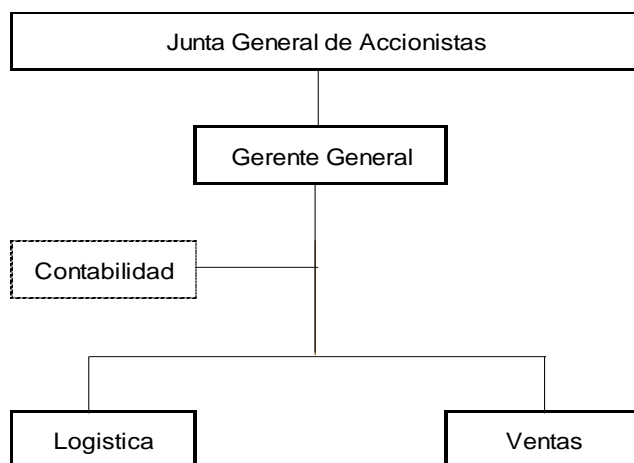 Junta General de Accionistas
Gerente General
Contabilidad
Logistica
Ventas